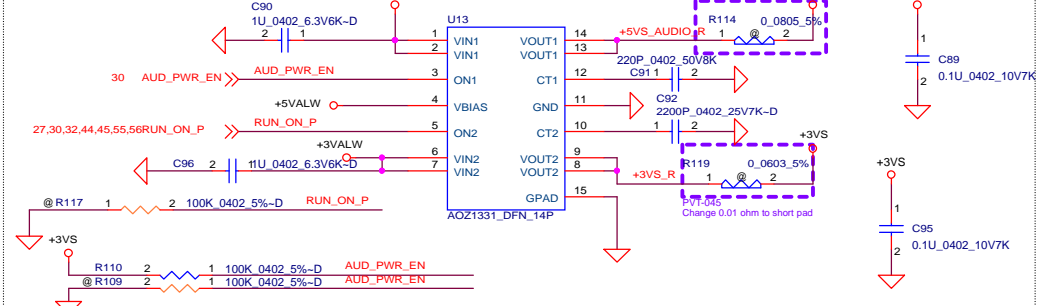 C90
1U_0402_6.3V6K~D
2 1
U13
1 VIN1 VOUT1 14
2 VIN1 VOUT1 13
+5VS_AUDIO_R
R114 0_0805_5%
1 @ 2
30 AUD_PWR_EN AUD_PWR_EN
3 ON1 CT1 12
220P_0402_50V8K
C91 1 2
+5VALW
4 VBIAS GND 11
C92
2200P_0402_25V7K~D
27,30,32,44,45,55,56 RUN_ON_P RUN_ON_P
5 ON2 CT2 10
1 2
+3VALW
6 VIN2 VOUT2 9
7 VIN2 VOUT2 8
C96 2 1 1U_0402_6.3V6K~D
+3VS
R119 0_0603_5%
+3VS_R
1 @ 2
GPAD 15
AOZ1331_DFN_14P
PVT-045
Change 0.01 ohm to short pad
@ R117 1 2 100K_0402_5%~D RUN_ON_P
+3VS
R110 2 1 100K_0402_5%~D AUD_PWR_EN
@ R109 2 1 100K_0402_5%~D AUD_PWR_EN
1
C89
0.1U_0402_10V7K
2
+3VS
1
C95
0.1U_0402_10V7K
2